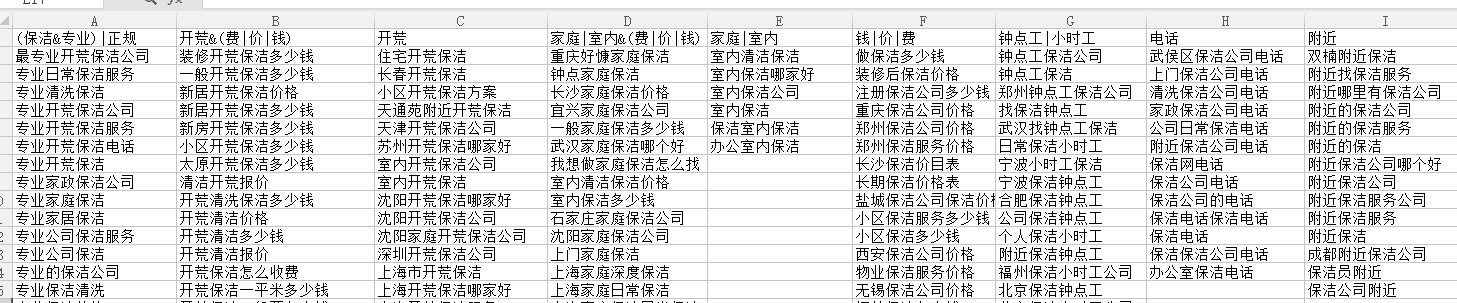 A B C D E F G H I
(保洁&专业)|正规 开荒&(费|价|钱) 开荒 家庭|室内&(费|价|钱) 家庭|室内 钱|价|费 钟点工|小时工 电话 附近
最专业开荒保洁公司 装修开荒保洁多少钱 住宅开荒保洁 重庆好慷家庭保洁 室内清洁保洁 做保洁多少钱 钟点工保洁公司 武侯区保洁公司电话 双楠附近保洁
专业日常保洁服务 一般开荒保洁多少钱 长春开荒保洁 钟点家庭保洁 室内保洁哪家好 装修后保洁价格 钟点工保洁 上门保洁公司电话 附近找保洁服务
专业清洗保洁 新居开荒保洁价格 小区开荒保洁方案 长沙家庭保洁价格 室内保洁公司 注册保洁公司多少钱 郑州钟点工保洁公司 清洗保洁公司电话 附近哪里有保洁公司
专业开荒保洁公司 新居开荒保洁多少钱 天通苑附近开荒保洁 宜兴家庭保洁公司 室内保洁 重庆保洁公司价格 找保洁钟点工 家政保洁公司电话 附近的保洁公司
专业开荒保洁服务 新房开荒保洁多少钱 天津开荒保洁公司 一般家庭保洁多少钱 保洁室内保洁 郑州保洁公司价格 武汉找钟点工保洁 公司日常保洁电话 附近的保洁服务
专业开荒保洁电话 小区开荒保洁多少钱 苏州开荒保洁哪家好 武汉家庭保洁哪个好 办公室内保洁 郑州保洁服务价格 日常保洁小时工 附近保洁公司电话 附近的保洁
专业开荒保洁 太原开荒保洁多少钱 室内开荒保洁公司 我想做家庭保洁怎么找 长沙保洁价目表 宁波小时工保洁 保洁网电话 附近保洁公司哪个好
专业家政保洁公司 清洁开荒报价 室内开荒保洁 室内清洁保洁价格 长期保洁价格表 宁波保洁钟点工 保洁公司电话 附近保洁公司
专业家庭保洁 开荒清洗保洁多少钱 沈阳开荒保洁哪家好 室内保洁多少钱 盐城保洁公司保洁价 合肥保洁钟点工 保洁公司的电话 附近保洁服务公司
专业家居保洁 开荒清洁价格 沈阳开荒保洁公司 石家庄家庭保洁公司 小区保洁服务多少钱 公司保洁钟点工 保洁电话保洁电话 附近保洁服务
专业公司保洁服务 开荒清洁多少钱 沈阳家庭开荒保洁公司 沈阳家庭保洁公司 小区保洁多少钱 个人保洁小时工 保洁电话 附近保洁
专业公司保洁 开荒清洁报价 深圳开荒保洁公司 上门家庭保洁 西安保洁公司价格 附近保洁钟点工 保洁保洁公司电话 成都附近保洁公司
专业的保洁公司 开荒保洁怎么收费 上海市开荒保洁 上海家庭深度保洁 物业保洁服务价格 福州保洁小时工公司 办公室保洁电话 保洁员附近
专业保洁清洗 开荒保洁一平米多少钱 上海开荒保洁哪家好 上海家庭日常保洁 无锡保洁公司价格 北京保洁钟点工 保洁公司附近